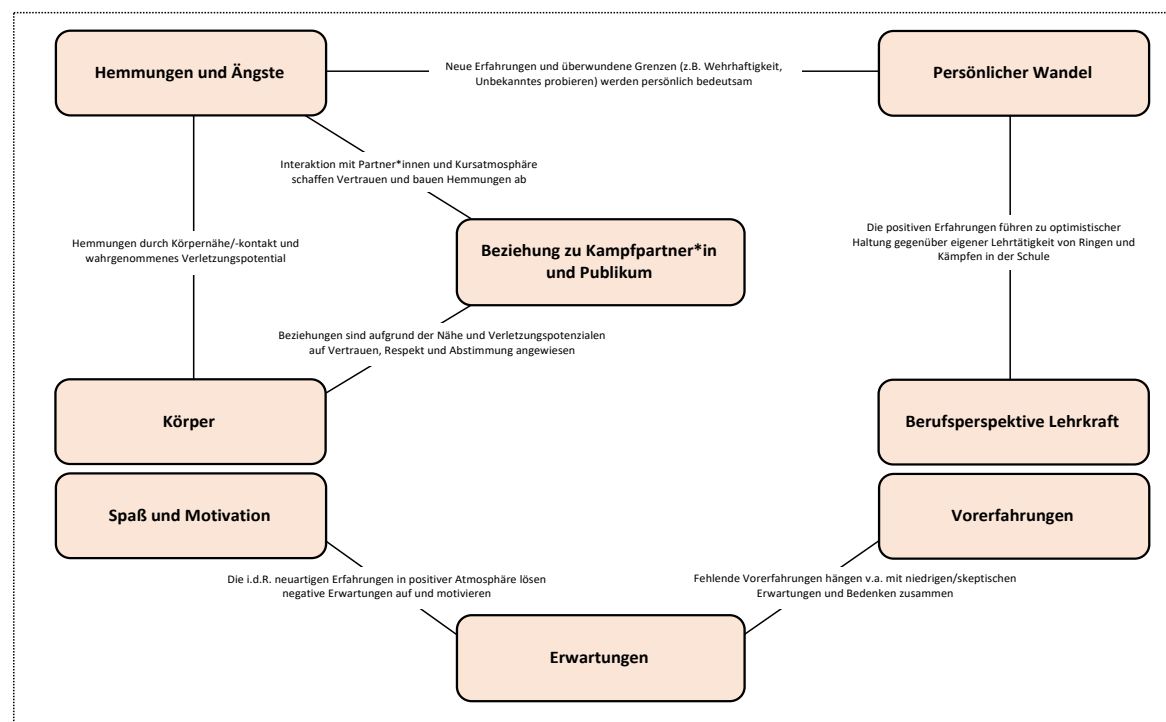 Hemmungen und Ängste
Neue Erfahrungen und überwundene Grenzen (z.B. Wehrhaftigkeit,
Unbekanntes probieren) werden persönlich bedeutsam
Persönlicher Wandel
Interaktion mit Partner*innen und Kursatmosphäre
schaffen Vertrauen und bauen Hemmungen ab
Hemmungen durch Körpernähe/-kontakt und
wahrgenommenes Verletzungspotential
Beziehung zu Kampfpartner*in
und Publikum
Die positiven Erfahrungen führen zu optimistischer
Haltung gegenüber eigener Lehrtätigkeit von Ringen und
Kämpfen in der Schule
Beziehungen sind aufgrund der Nähe und Verletzungspotenzialen
auf Vertrauen, Respekt und Abstimmung angewiesen
Körper
Berufsperspektive Lehrkraft
Spaß und Motivation
Vorerfahrungen
Die i.d.R. neuartigen Erfahrungen in positiver Atmosphäre lösen
negative Erwartungen auf und motivieren
Fehlende Vorerfahrungen hängen v.a. mit niedrigen/skeptischen
Erwartungen und Bedenken zusammen
Erwartungen